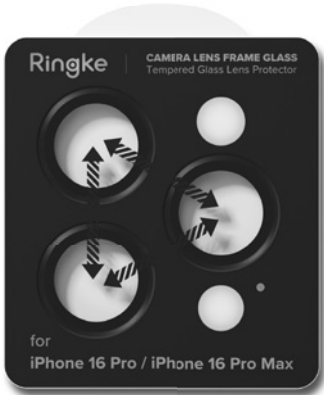 Ringke
CAMERA LENS FRAME GLASS
Tempered Glass Lens Protector
for
iPhone 16 Pro / iPhone 16 Pro Max